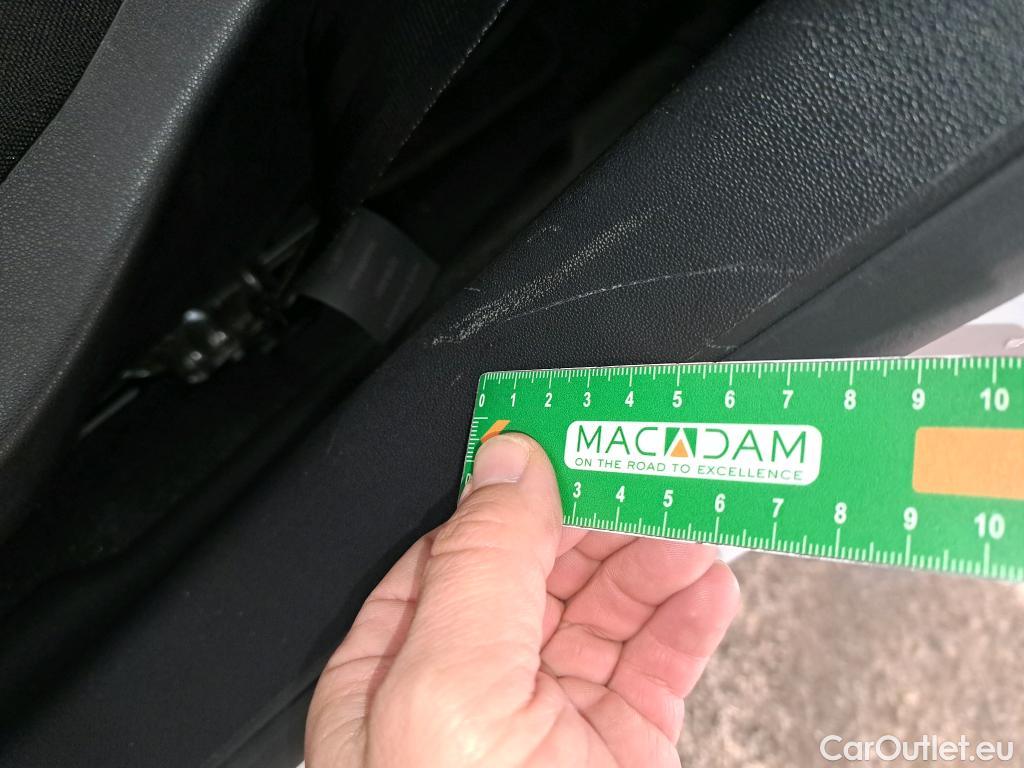 0 1 2 3 4 5 6 7 8 9 10
MACADAM
ON THE ROAD TO EXCELLENCE
3 4 5 6 7 8 9 10
CarOutlet.eu